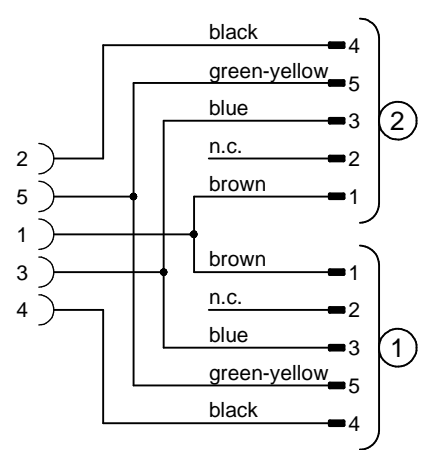 black 4
green-yellow 5
blue 3
2
n.c. 2
2
brown 1
5
1
3
4
brown 1
n.c. 2
blue 3
1
green-yellow 5
black 4